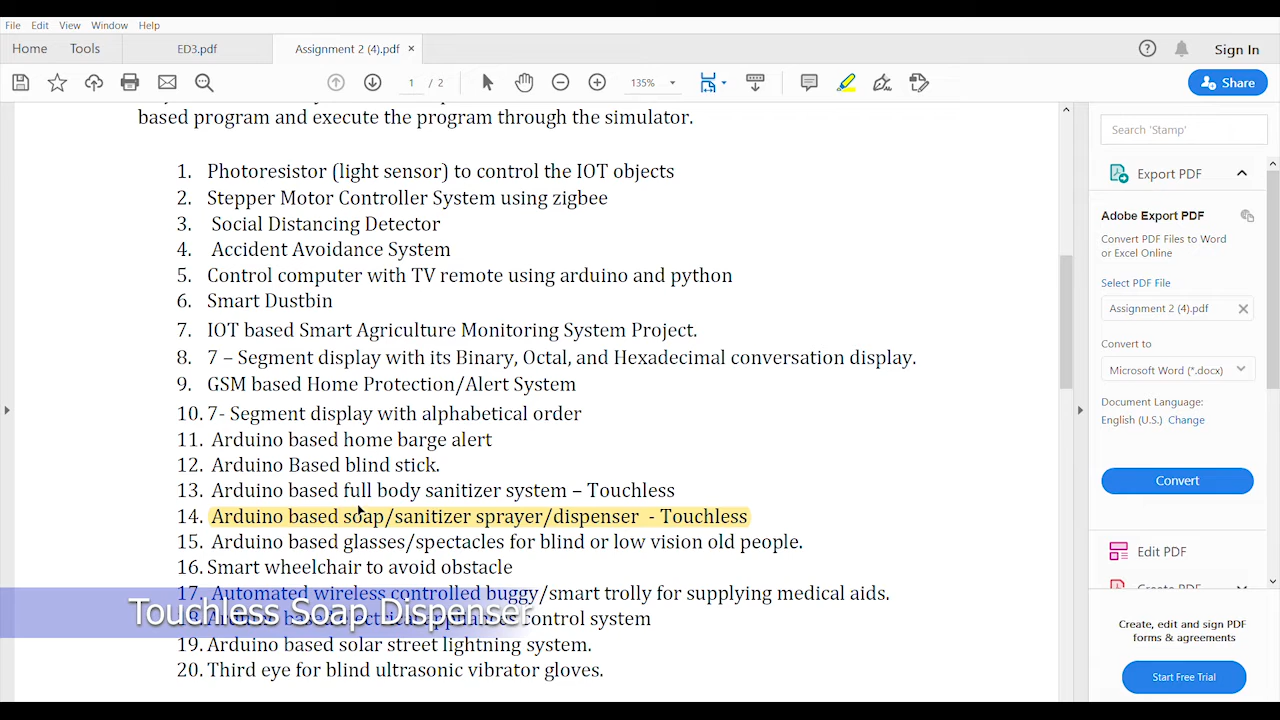 File Edit View Window Help
Home Tools ED3.pdf Assignment 2 (4).pdf × Sign In
1 / 2 135% Share
based program and execute the program through the simulator.
1. Photoresistor (light sensor) to control the IOT objects
2. Stepper Motor Controller System using zigbee
3. Social Distancing Detector
4. Accident Avoidance System
5. Control computer with TV remote using arduino and python
6. Smart Dustbin
7. IOT based Smart Agriculture Monitoring System Project.
8. 7 – Segment display with its Binary, Octal, and Hexadecimal conversation display.
9. GSM based Home Protection/Alert System
10. 7- Segment display with alphabetical order
11. Arduino based home barge alert
12. Arduino Based blind stick.
13. Arduino based full body sanitizer system – Touchless
14. Arduino based soap/sanitizer sprayer/dispenser - Touchless
15. Arduino based glasses/spectacles for blind or low vision old people.
16. Smart wheelchair to avoid obstacle
17. Automated wireless controlled buggy/smart trolly for supplying medical aids.
Touchless Soap Dispenser
control system
19. Arduino based solar street lightning system.
20. Third eye for blind ultrasonic vibrator gloves.
Search 'Stamp'
Export PDF
Adobe Export PDF
Convert PDF Files to Word
or Excel Online
Select PDF File
Assignment 2 (4).pdf
Convert to
Microsoft Word (*.docx)
Document Language:
English (U.S.) Change
Convert
Edit PDF
Create PDF
Create, edit and sign PDF
forms & agreements
Start Free Trial